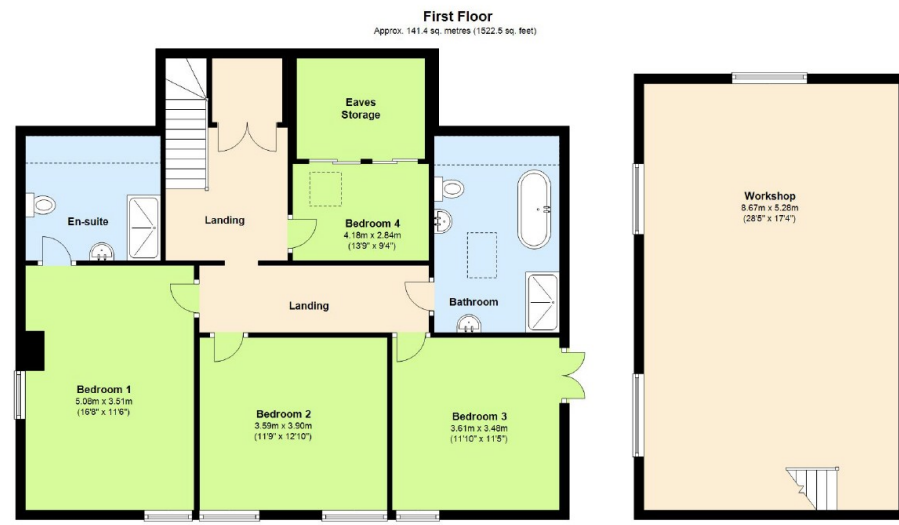 First Floor
Approx. 141.4 sq. metres (1522.5 sq. feet)
Eaves
Storage
En-suite
Landing
Bedroom 4
4.18m x 2.84m
(13'9" x 9'4")
Workshop
8.67m x 5.28m
(28'5" x 17'4")
Landing
Bathroom
Bedroom 1
5.08m x 3.51m
(16'8" x 11'6")
Bedroom 2
3.59m x 3.90m
(11'9" x 12'10")
Bedroom 3
3.61m x 3.48m
(11'10" x 11'5")